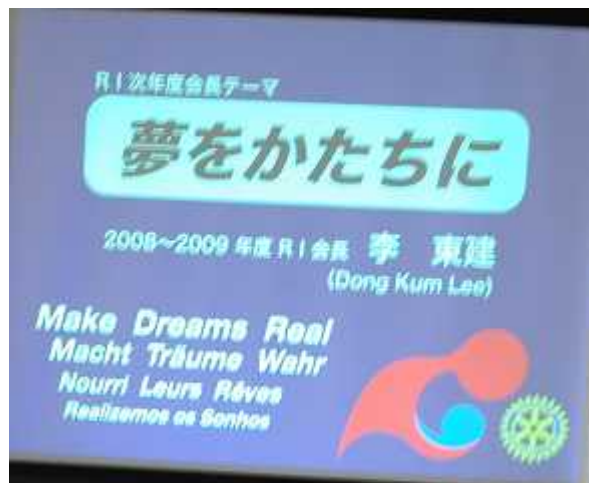 RI次年度会長テーマ
夢をかたちに
2008~2009 年度 RI会長 李 東建
(Dong Kurn Lee)
Make Dreams Real
Macht Träume Wahr
Nourri Leurs Rêves
Realizemos os Sonhos